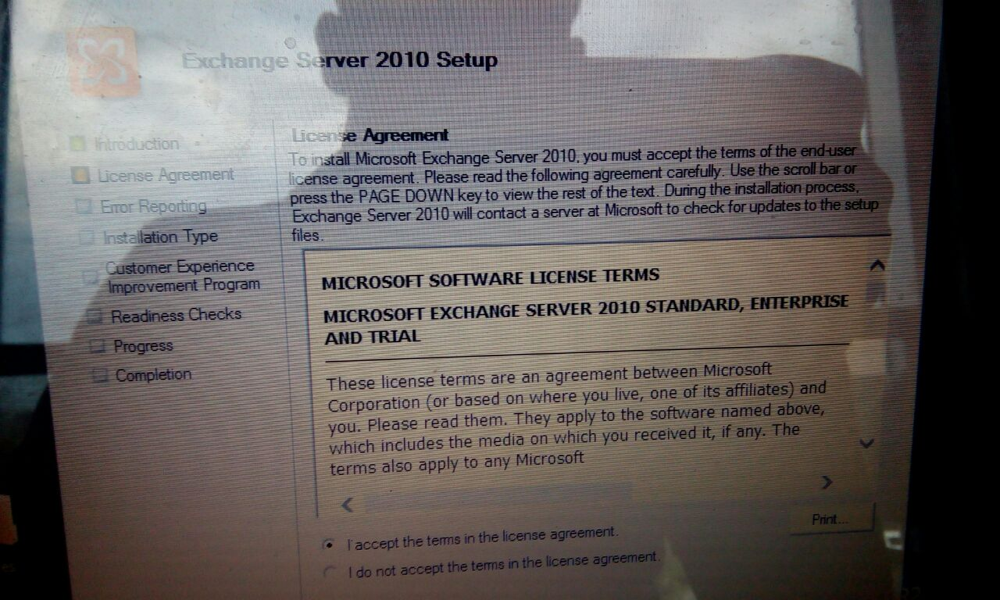 Exchange Server 2010 Setup
Introduction
License Agreement
Error Reporting
Installation Type
Customer Experience
Improvement Program
Readiness Checks
Progress
Completion
License Agreement
To install Microsoft Exchange Server 2010, you must accept the terms of the end-user
license agreement. Please read the following agreement carefully. Use the scroll bar or
press the PAGE DOWN key to view the rest of the text. During the installation process,
Exchange Server 2010 will contact a server at Microsoft to check for updates to the setup
files.
MICROSOFT SOFTWARE LICENSE TERMS
MICROSOFT EXCHANGE SERVER 2010 STANDARD, ENTERPRISE
AND TRIAL
These license terms are an agreement between Microsoft
Corporation (or based on where you live, one of its affiliates) and
you. Please read them. They apply to the software named above,
which includes the media on which you received it, if any. The
terms also apply to any Microsoft
Print...
I accept the terms in the license agreement.
I do not accept the terms in the license agreement.